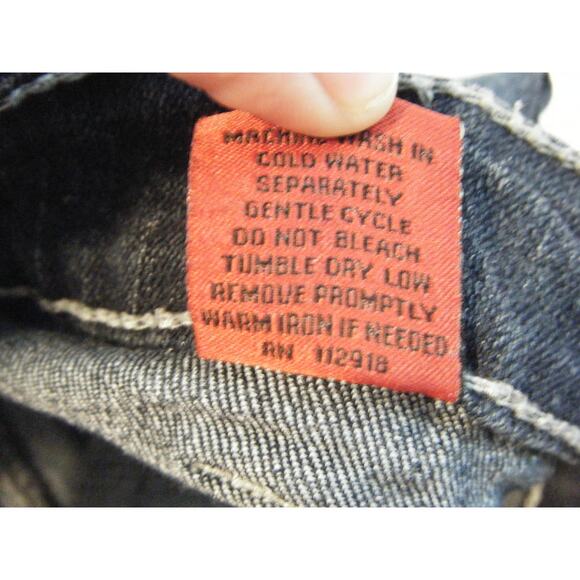 MACHINE WASH IN
COLD WATER
SEPARATELY
GENTLE CYCLE
DO NOT BLEACH
TUMBLE DRY LOW
REMOVE PROMPTLY
WARM IRON IF NEEDED
RN 112918